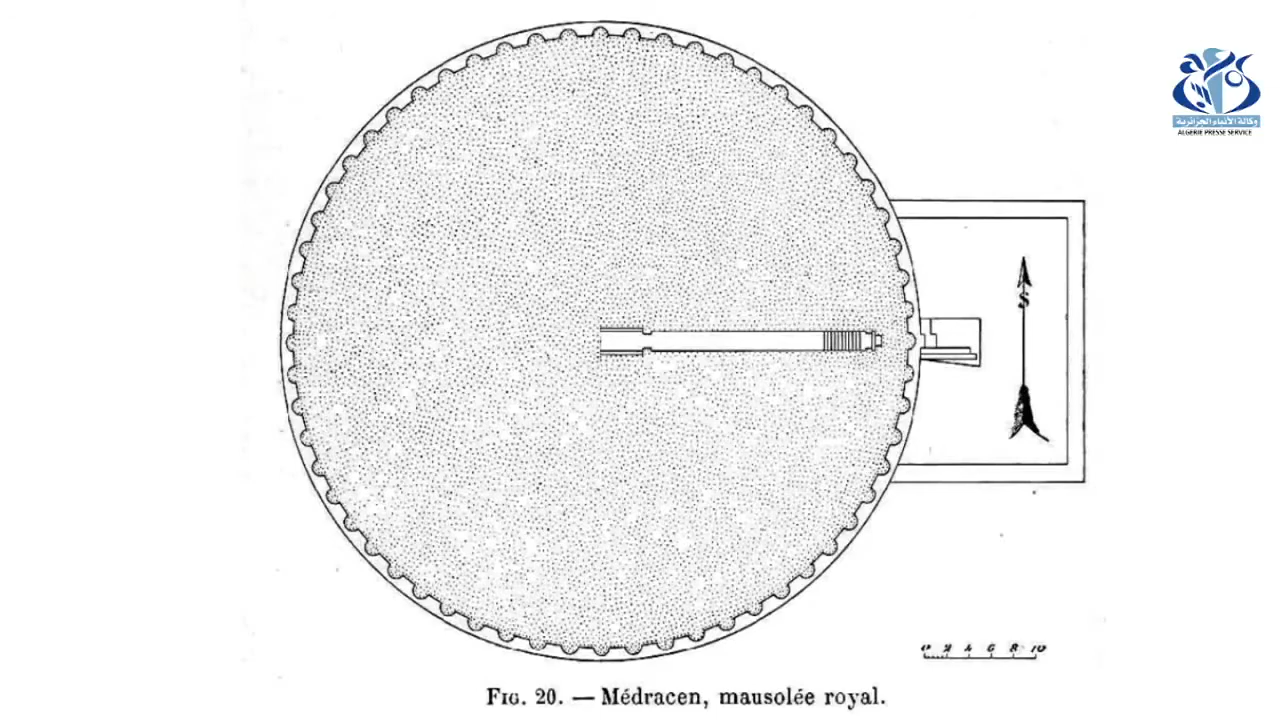 وكالة الأنباء الجزائرية
ALGERIE PRESSE SERVICE
S
0 2 4 6 8 10
Fig. 20. — Médracen, mausolée royal.